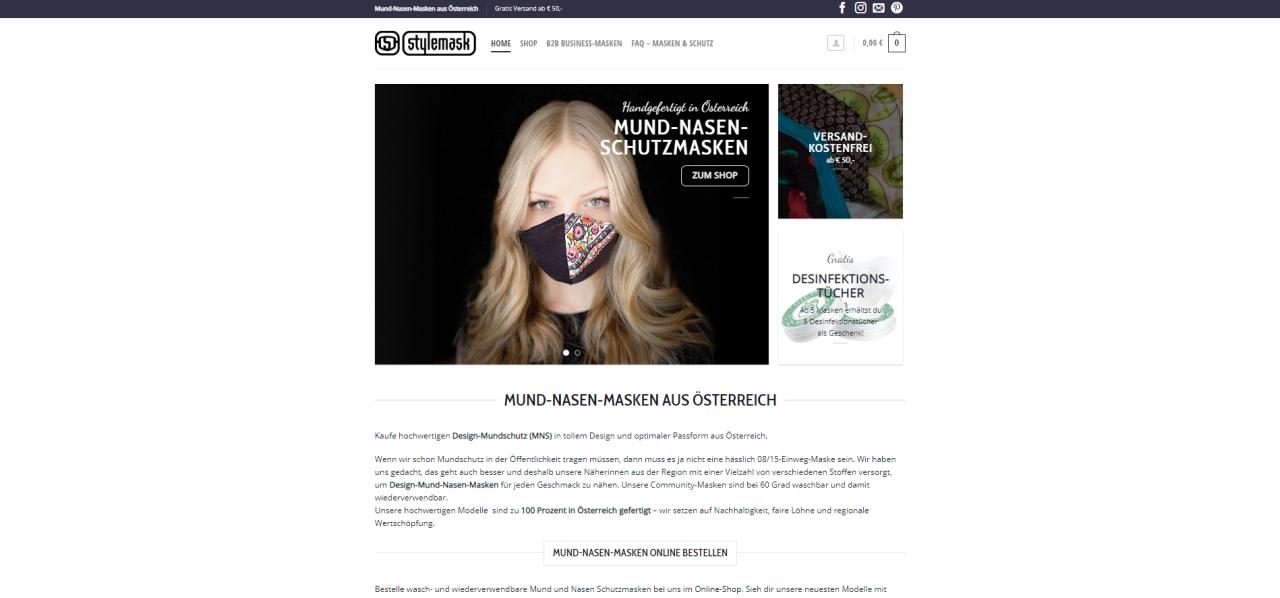 Mund-Nasen-Masken aus Österreich
Gratis Versand ab € 50,-
stylemask
HOME
SHOP
B2B BUSINESS-MASKEN
FAQ – MASKEN & SCHUTZ
0,00 €
0
Handgefertigt in Österreich
MUND-NASEN-
SCHUTZMASKEN
ZUM SHOP
VERSAND-
KOSTENFREI
ab € 50,-
Gratis
DESINFEKTIONS-
TÜCHER
Ab 5 Masken erhältst du
5 Desinfektionstücher
als Geschenk!
MUND-NASEN-MASKEN AUS ÖSTERREICH
Kaufe hochwertigen Design-Mundschutz (MNS) in tollem Design und optimaler Passform aus Österreich.
Wenn wir schon Mundschutz in der Öffentlichkeit tragen müssen, dann muss es ja nicht eine hässlich 08/15-Einweg-Maske sein. Wir haben
uns gedacht, das geht auch besser und deshalb unsere Näherinnen aus der Region mit einer Vielzahl von verschiedenen Stoffen versorgt,
um Design-Mund-Nasen-Masken für jeden Geschmack zu nähen. Unsere Community-Masken sind bei 60 Grad waschbar und damit
wiederverwendbar.
Unsere hochwertigen Modelle sind zu 100 Prozent in Österreich gefertigt – wir setzen auf Nachhaltigkeit, faire Löhne und regionale
Wertschöpfung.
MUND-NASEN-MASKEN ONLINE BESTELLEN
Bestelle wasch- und wiederverwendbare Mund und Nasen Schutzmasken bei uns im Online-Shop. Sieh dir unsere neuesten Modelle mit